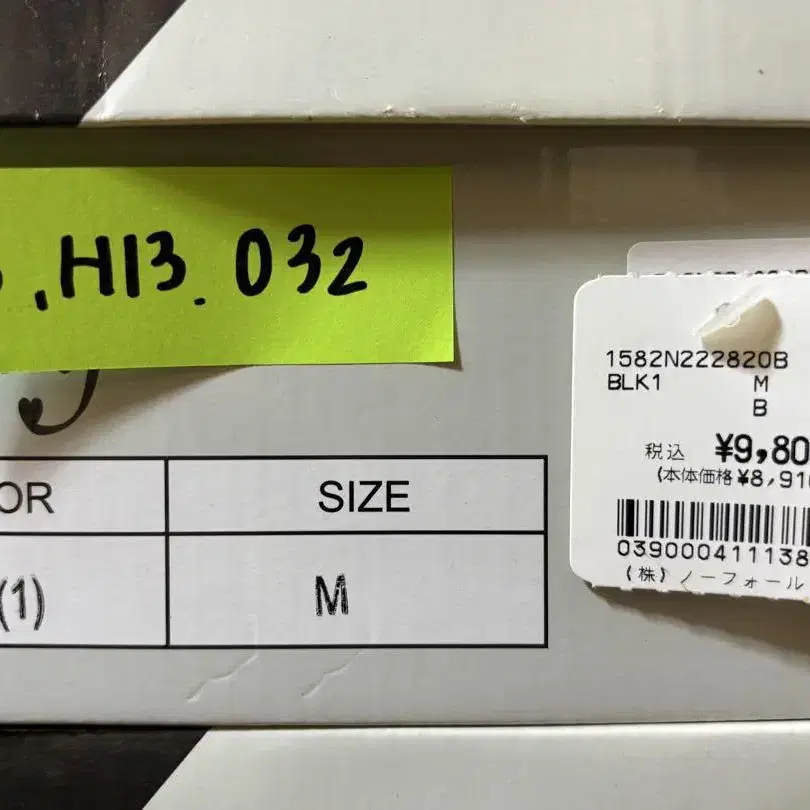 .H13.032
OR
SIZE
(1)
M
1582N222820B
BLK1 M
B
税込 ¥9,80
(本体価格¥8,91
039000411138
(株)ノーフォール